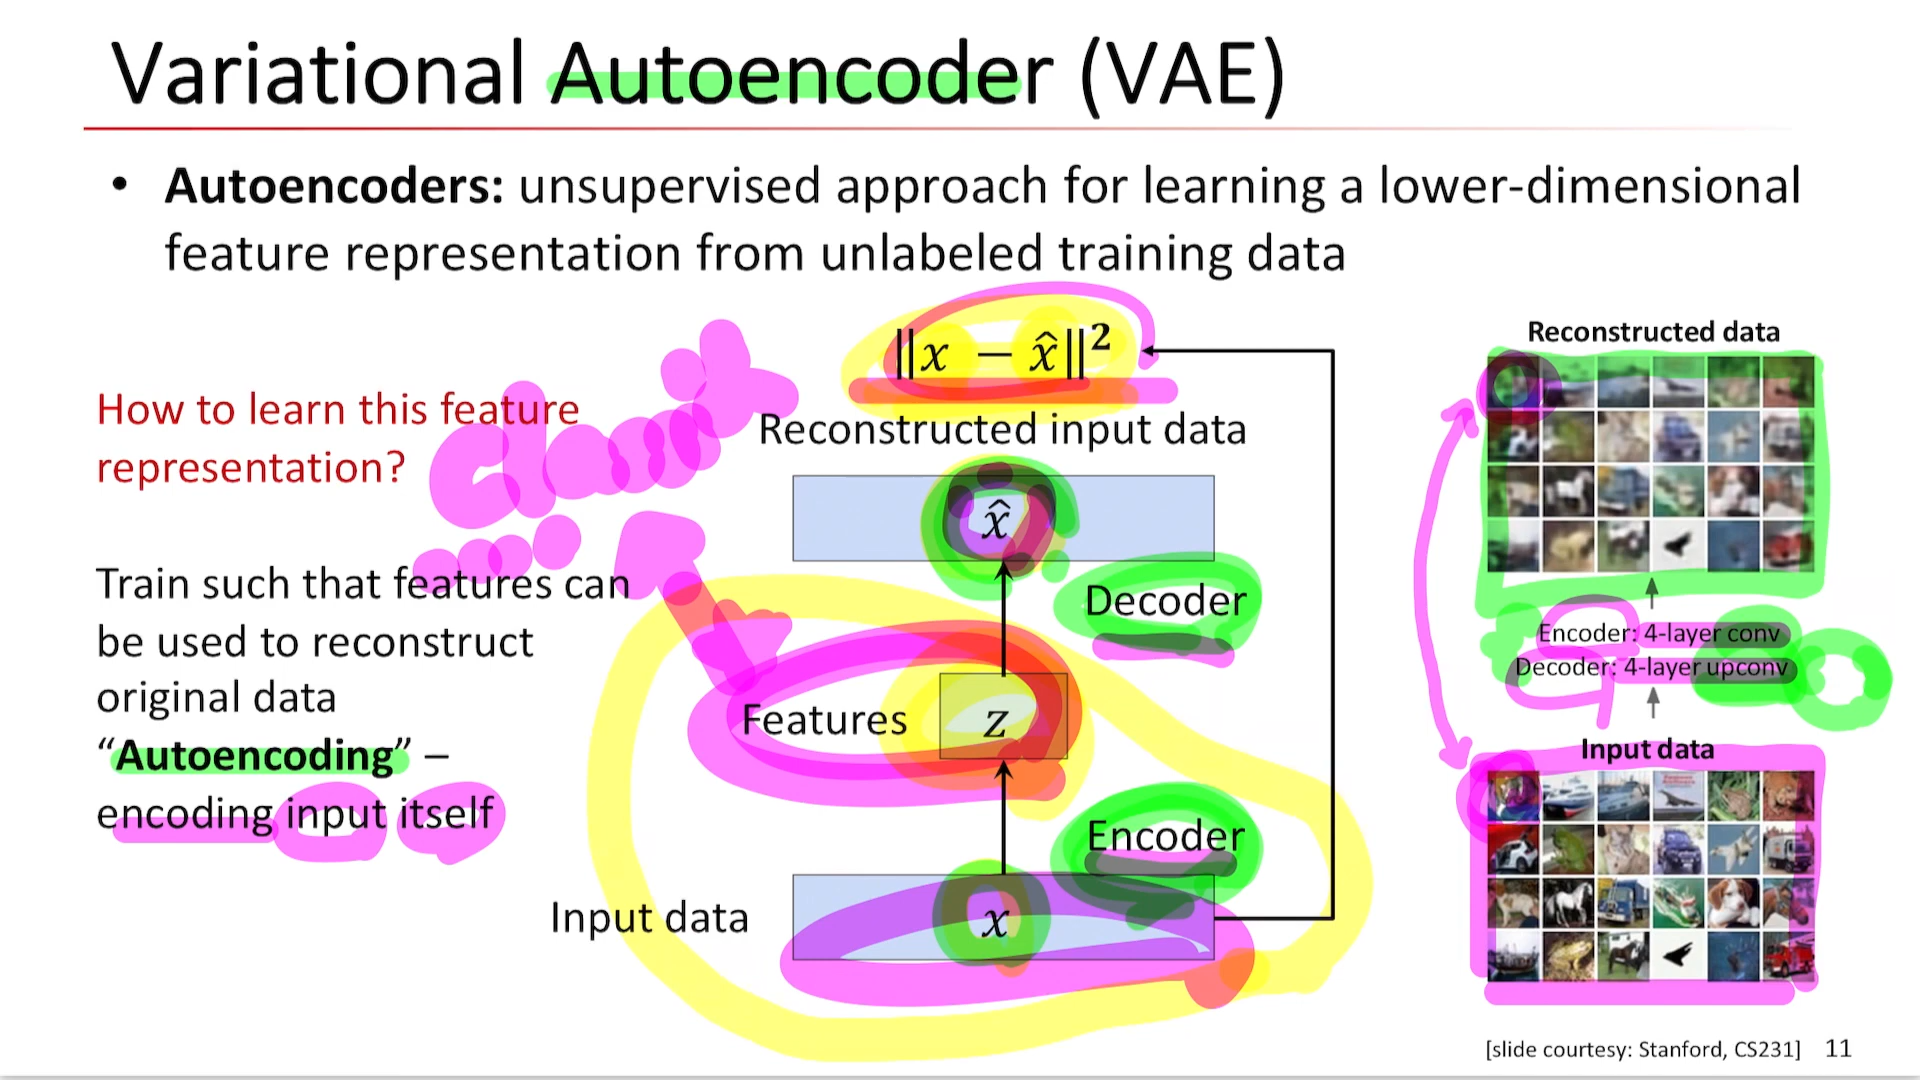 Variational Autoencoder (VAE)
• Autoencoders: unsupervised approach for learning a lower-dimensional
feature representation from unlabeled training data
How to learn this feature
representation?
Train such that features can
be used to reconstruct
original data
“Autoencoding” –
encoding input itself
||x − x̂||²
Reconstructed input data
x̂
Decoder
Features
z
Encoder
Input data
x
Reconstructed data
Encoder: 4-layer conv
Decoder: 4-layer upconv
Input data
[slide courtesy: Stanford, CS231] 11